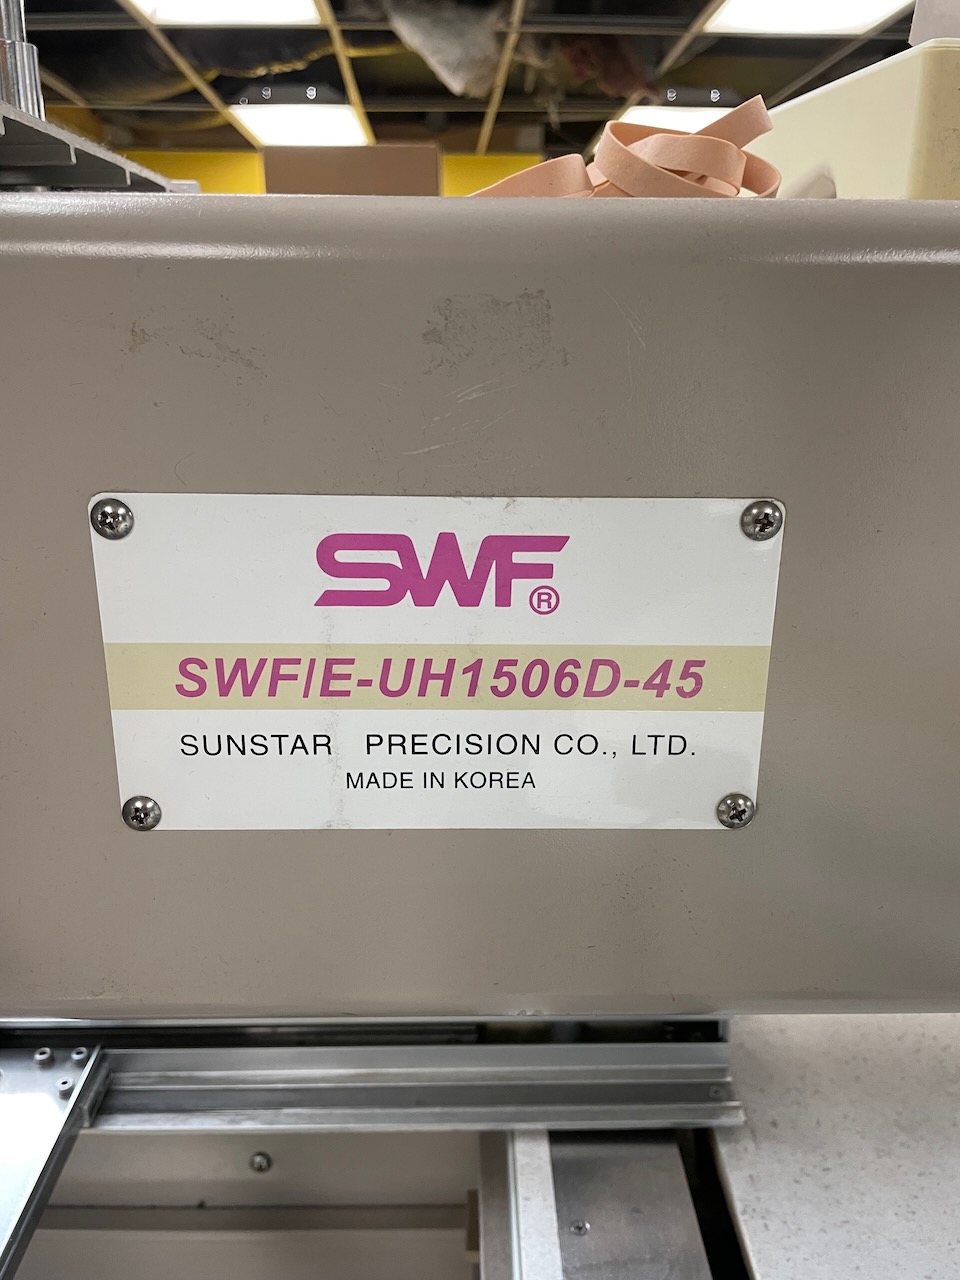 SWF®
SWF/E-UH1506D-45
SUNSTAR PRECISION CO., LTD.
MADE IN KOREA